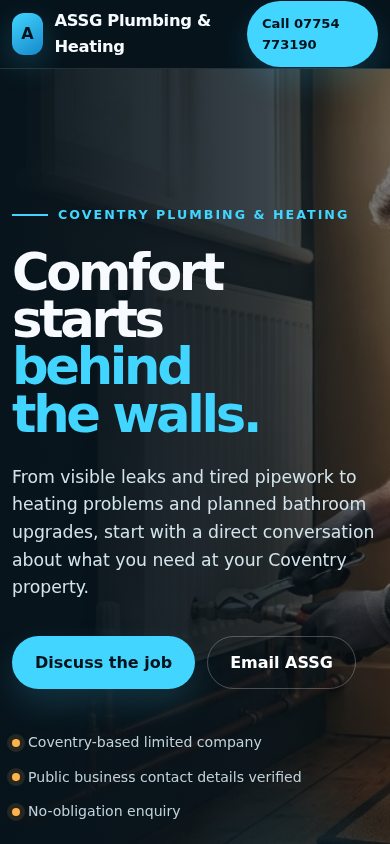 A
ASSG Plumbing &
Heating
Call 07754
773190
COVENTRY PLUMBING & HEATING
Comfort
starts
behind
the walls.
From visible leaks and tired pipework to
heating problems and planned bathroom
upgrades, start with a direct conversation
about what you need at your Coventry
property.
Discuss the job
Email ASSG
Coventry-based limited company
Public business contact details verified
No-obligation enquiry